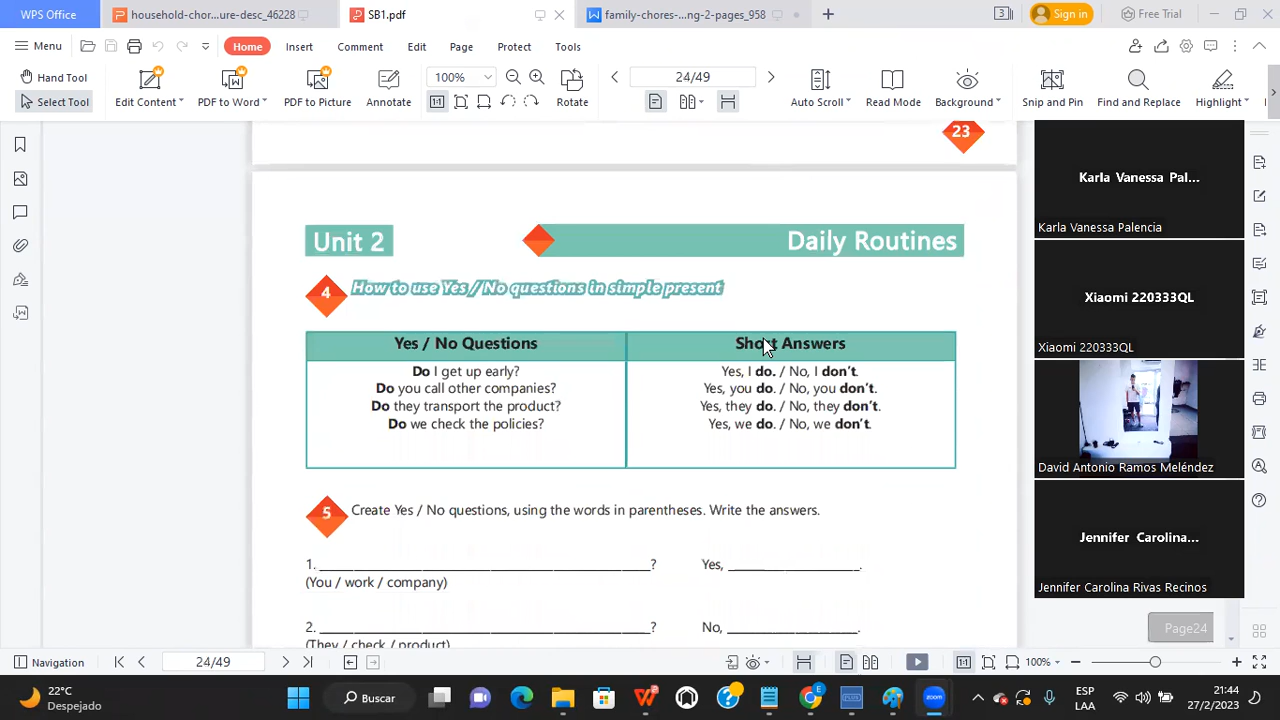 WPS Office
household-chor...ure-desc_46228
SB1.pdf
family-chores-...ng-2-pages_958
3
Sign in
Free Trial
Menu
Home
Insert
Comment
Edit
Page
Protect
Tools
Hand Tool
Select Tool
Edit Content
PDF to Word
PDF to Picture
Annotate
100%
Rotate
24/49
Auto Scroll
Read Mode
Background
Snip and Pin
Find and Replace
Highlight
23
Unit 2
Daily Routines
4
How to use Yes / No questions in simple present
Yes / No Questions
Short Answers
Do I get up early?
Yes, I do. / No, I don't.
Do you call other companies?
Yes, you do. / No, you don't.
Do they transport the product?
Yes, they do. / No, they don't.
Do we check the policies?
Yes, we do. / No, we don't.
5
Create Yes / No questions, using the words in parentheses. Write the answers.
1. ______________________________________________? Yes, __________________.
(You / work / company)
2. ______________________________________________? No, __________________.
(They / check / product)
Karla Vanessa Pal...
Karla Vanessa Palencia
Xiaomi 220333QL
Xiaomi 220333QL
David Antonio Ramos Meléndez
Jennifer Carolina...
Jennifer Carolina Rivas Recinos
Page24
Navigation
24/49
100%
22°C
Despejado
Buscar
ESP
LAA
21:44
27/2/2023